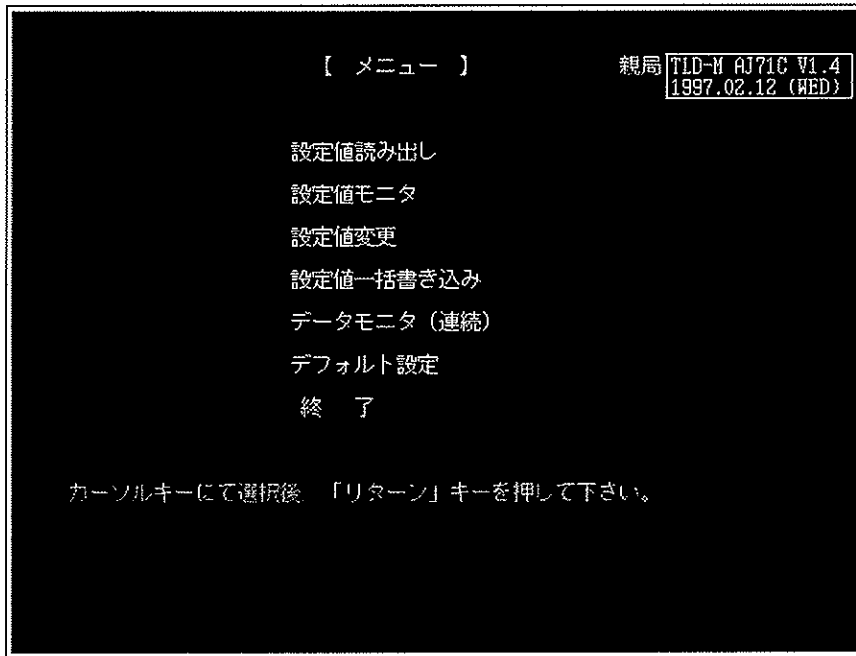 【 メニュー 】
親局 TLD-M AJ71C V1.4
1997.02.12 (WED)
設定値読み出し
設定値モニタ
設定値変更
設定値一括書き込み
データモニタ（連続）
デフォルト設定
終 了
カーソルキーにて選択後 「リターン」キーを押して下さい。